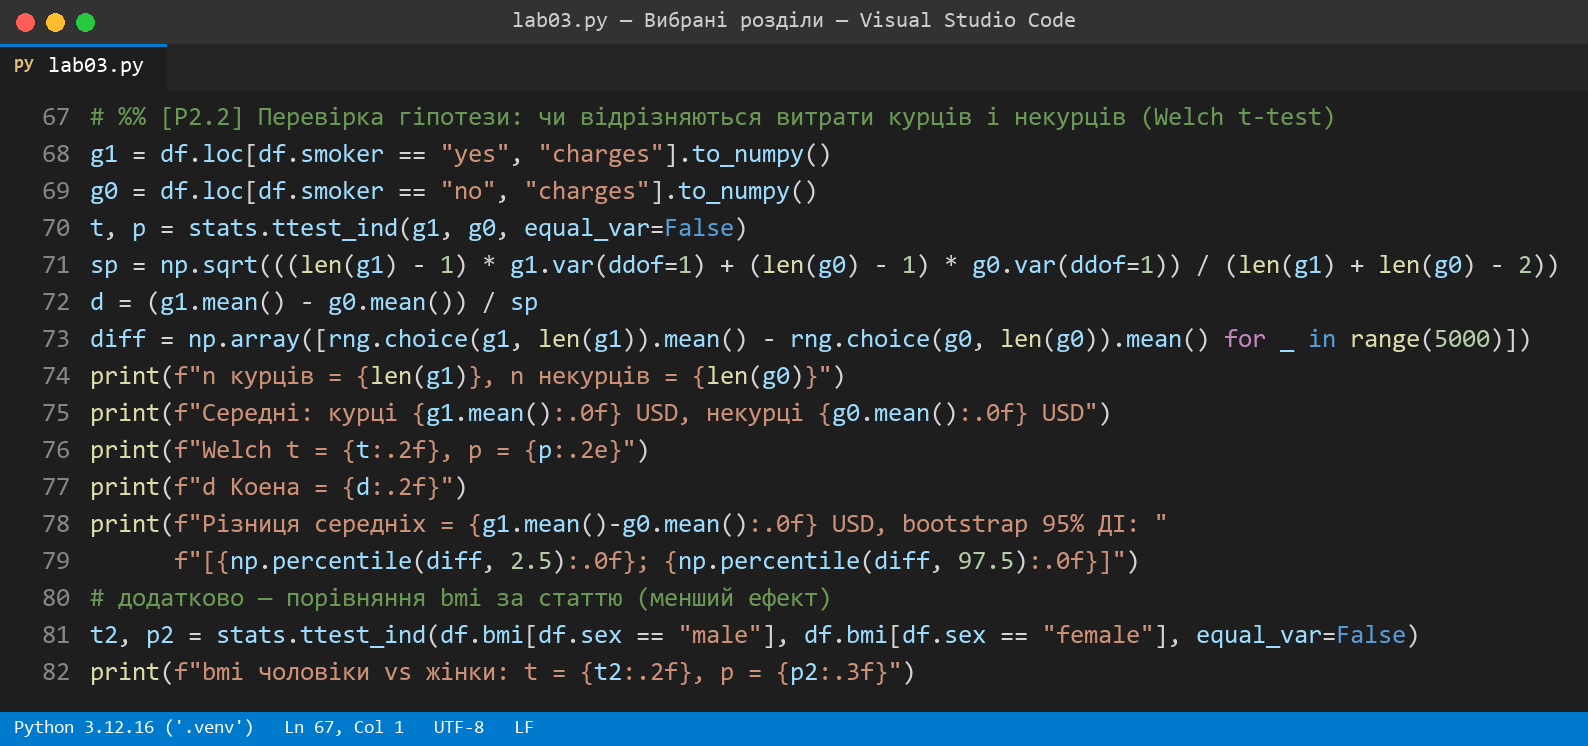 lab03.py — Вибрані розділи — Visual Studio Code
PY lab03.py
67 # %% [P2.2] Перевірка гіпотези: чи відрізняються витрати курців і некурців (Welch t-test)
68 g1 = df.loc[df.smoker == "yes", "charges"].to_numpy()
69 g0 = df.loc[df.smoker == "no", "charges"].to_numpy()
70 t, p = stats.ttest_ind(g1, g0, equal_var=False)
71 sp = np.sqrt(((len(g1) - 1) * g1.var(ddof=1) + (len(g0) - 1) * g0.var(ddof=1)) / (len(g1) + len(g0) - 2))
72 d = (g1.mean() - g0.mean()) / sp
73 diff = np.array([rng.choice(g1, len(g1)).mean() - rng.choice(g0, len(g0)).mean() for _ in range(5000)])
74 print(f"n курців = {len(g1)}, n некурців = {len(g0)}")
75 print(f"Середні: курці {g1.mean():.0f} USD, некурці {g0.mean():.0f} USD")
76 print(f"Welch t = {t:.2f}, p = {p:.2e}")
77 print(f"d Коена = {d:.2f}")
78 print(f"Різниця середніх = {g1.mean()-g0.mean():.0f} USD, bootstrap 95% ДІ: "
79       f"[{np.percentile(diff, 2.5):.0f}; {np.percentile(diff, 97.5):.0f}]")
80 # додатково — порівняння bmi за статтю (менший ефект)
81 t2, p2 = stats.ttest_ind(df.bmi[df.sex == "male"], df.bmi[df.sex == "female"], equal_var=False)
82 print(f"bmi чоловіки vs жінки: t = {t2:.2f}, p = {p2:.3f}")
Python 3.12.16 ('.venv') Ln 67, Col 1 UTF-8 LF